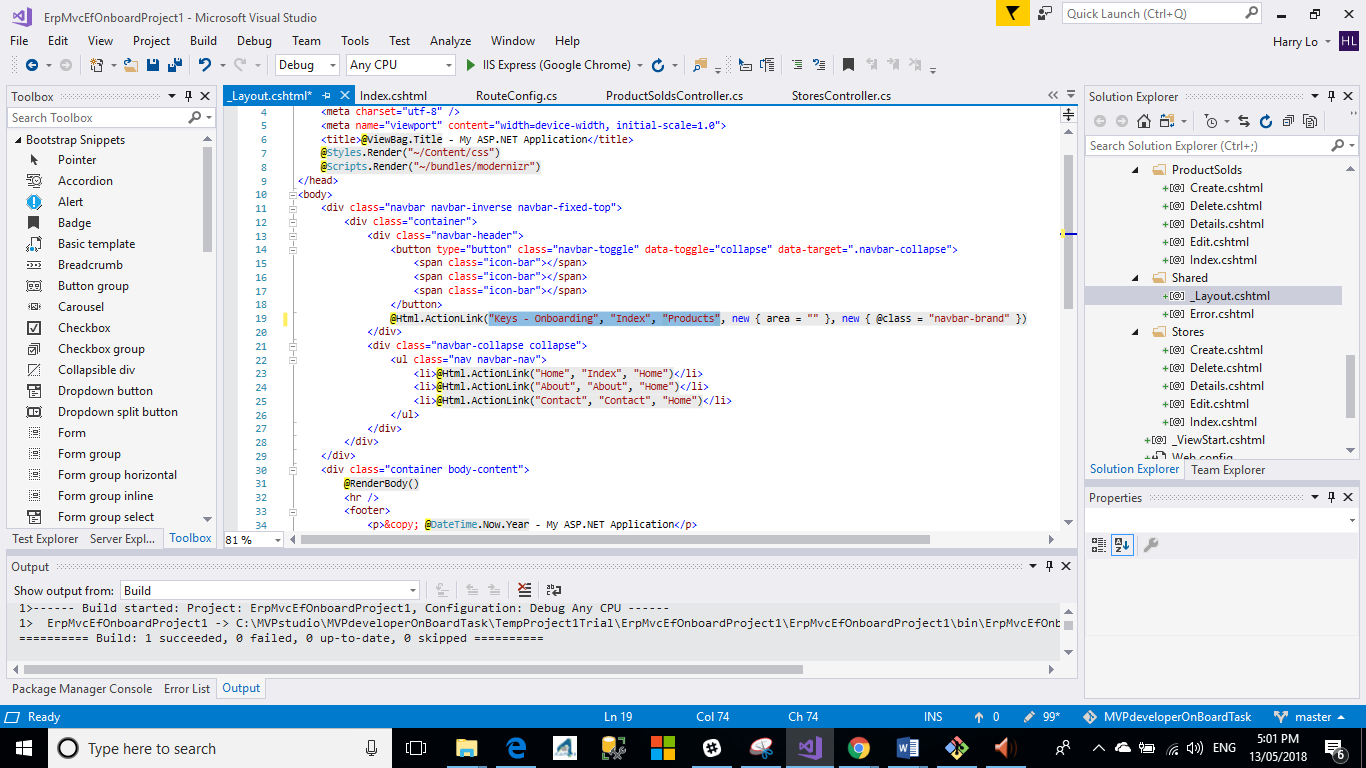 ErpMvcEfOnboardProject1 - Microsoft Visual Studio
Quick Launch (Ctrl+Q)
File Edit View Project Build Debug Team Tools Test Analyze Window Help
Harry Lo HL
Debug Any CPU IIS Express (Google Chrome)
Toolbox
Search Toolbox
Bootstrap Snippets
Pointer
Accordion
Alert
Badge
Basic template
Breadcrumb
Button group
Carousel
Checkbox
Checkbox group
Collapsible div
Dropdown button
Dropdown split button
Form
Form group
Form group horizontal
Form group inline
Form group select
Test Explorer Server Expl... Toolbox
_Layout.cshtml* Index.cshtml RouteConfig.cs ProductSoldsController.cs StoresController.cs
4 <meta charset="utf-8" />
5 <meta name="viewport" content="width=device-width, initial-scale=1.0">
6 <title>@ViewBag.Title - My ASP.NET Application</title>
7 @Styles.Render("~/Content/css")
8 @Scripts.Render("~/bundles/modernizr")
9 </head>
10 <body>
11 <div class="navbar navbar-inverse navbar-fixed-top">
12 <div class="container">
13 <div class="navbar-header">
14 <button type="button" class="navbar-toggle" data-toggle="collapse" data-target=".navbar-collapse">
15 <span class="icon-bar"></span>
16 <span class="icon-bar"></span>
17 <span class="icon-bar"></span>
18 </button>
19 @Html.ActionLink("Keys - Onboarding", "Index", "Products", new { area = "" }, new { @class = "navbar-brand" })
20 </div>
21 <div class="navbar-collapse collapse">
22 <ul class="nav navbar-nav">
23 <li>@Html.ActionLink("Home", "Index", "Home")</li>
24 <li>@Html.ActionLink("About", "About", "Home")</li>
25 <li>@Html.ActionLink("Contact", "Contact", "Home")</li>
26 </ul>
27 </div>
28 </div>
29 </div>
30 <div class="container body-content">
31 @RenderBody()
32 <hr />
33 <footer>
34 <p>&copy; @DateTime.Now.Year - My ASP.NET Application</p>
81 %
Solution Explorer
Search Solution Explorer (Ctrl+;)
ProductSolds
Create.cshtml
Delete.cshtml
Details.cshtml
Edit.cshtml
Index.cshtml
Shared
_Layout.cshtml
Error.cshtml
Stores
Create.cshtml
Delete.cshtml
Details.cshtml
Edit.cshtml
Index.cshtml
_ViewStart.cshtml
Web.config
Solution Explorer Team Explorer
Properties
Output
Show output from: Build
1>------ Build started: Project: ErpMvcEfOnboardProject1, Configuration: Debug Any CPU ------
1> ErpMvcEfOnboardProject1 -> C:\MVPstudio\MVPdeveloperOnBoardTask\TempProject1Trial\ErpMvcEfOnboardProject1\ErpMvcEfOnboardProject1\bin\ErpMvcEfOnb
========== Build: 1 succeeded, 0 failed, 0 up-to-date, 0 skipped ==========
Package Manager Console Error List Output
Ready Ln 19 Col 74 Ch 74 INS 0 99* MVPdeveloperOnBoardTask master
Type here to search
ENG
5:01 PM
13/05/2018
6